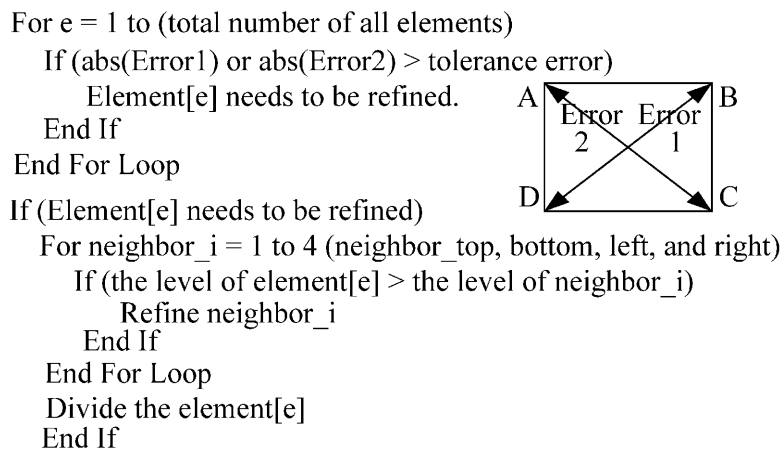 For e = 1 to (total number of all elements)
If (abs(Error1) or abs(Error2) > tolerance error)
Element[e] needs to be refined.
End If
End For Loop
A
B
Error
2
Error
1
D
C
If (Element[e] needs to be refined)
For neighbor_i = 1 to 4 (neighbor_top, bottom, left, and right)
If (the level of element[e] > the level of neighbor_i)
Refine neighbor_i
End If
End For Loop
Divide the element[e]
End If